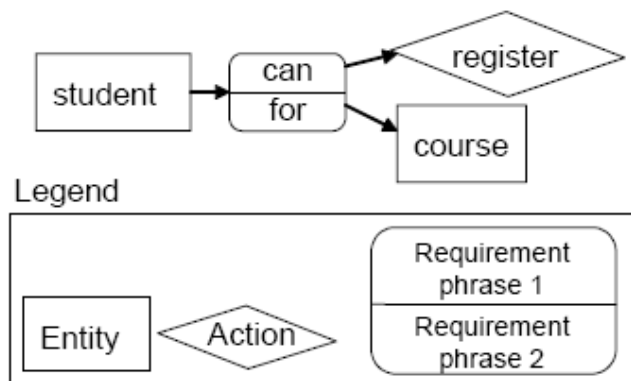 student
can
for
register
course
Legend
Entity
Action
Requirement
phrase 1
Requirement
phrase 2